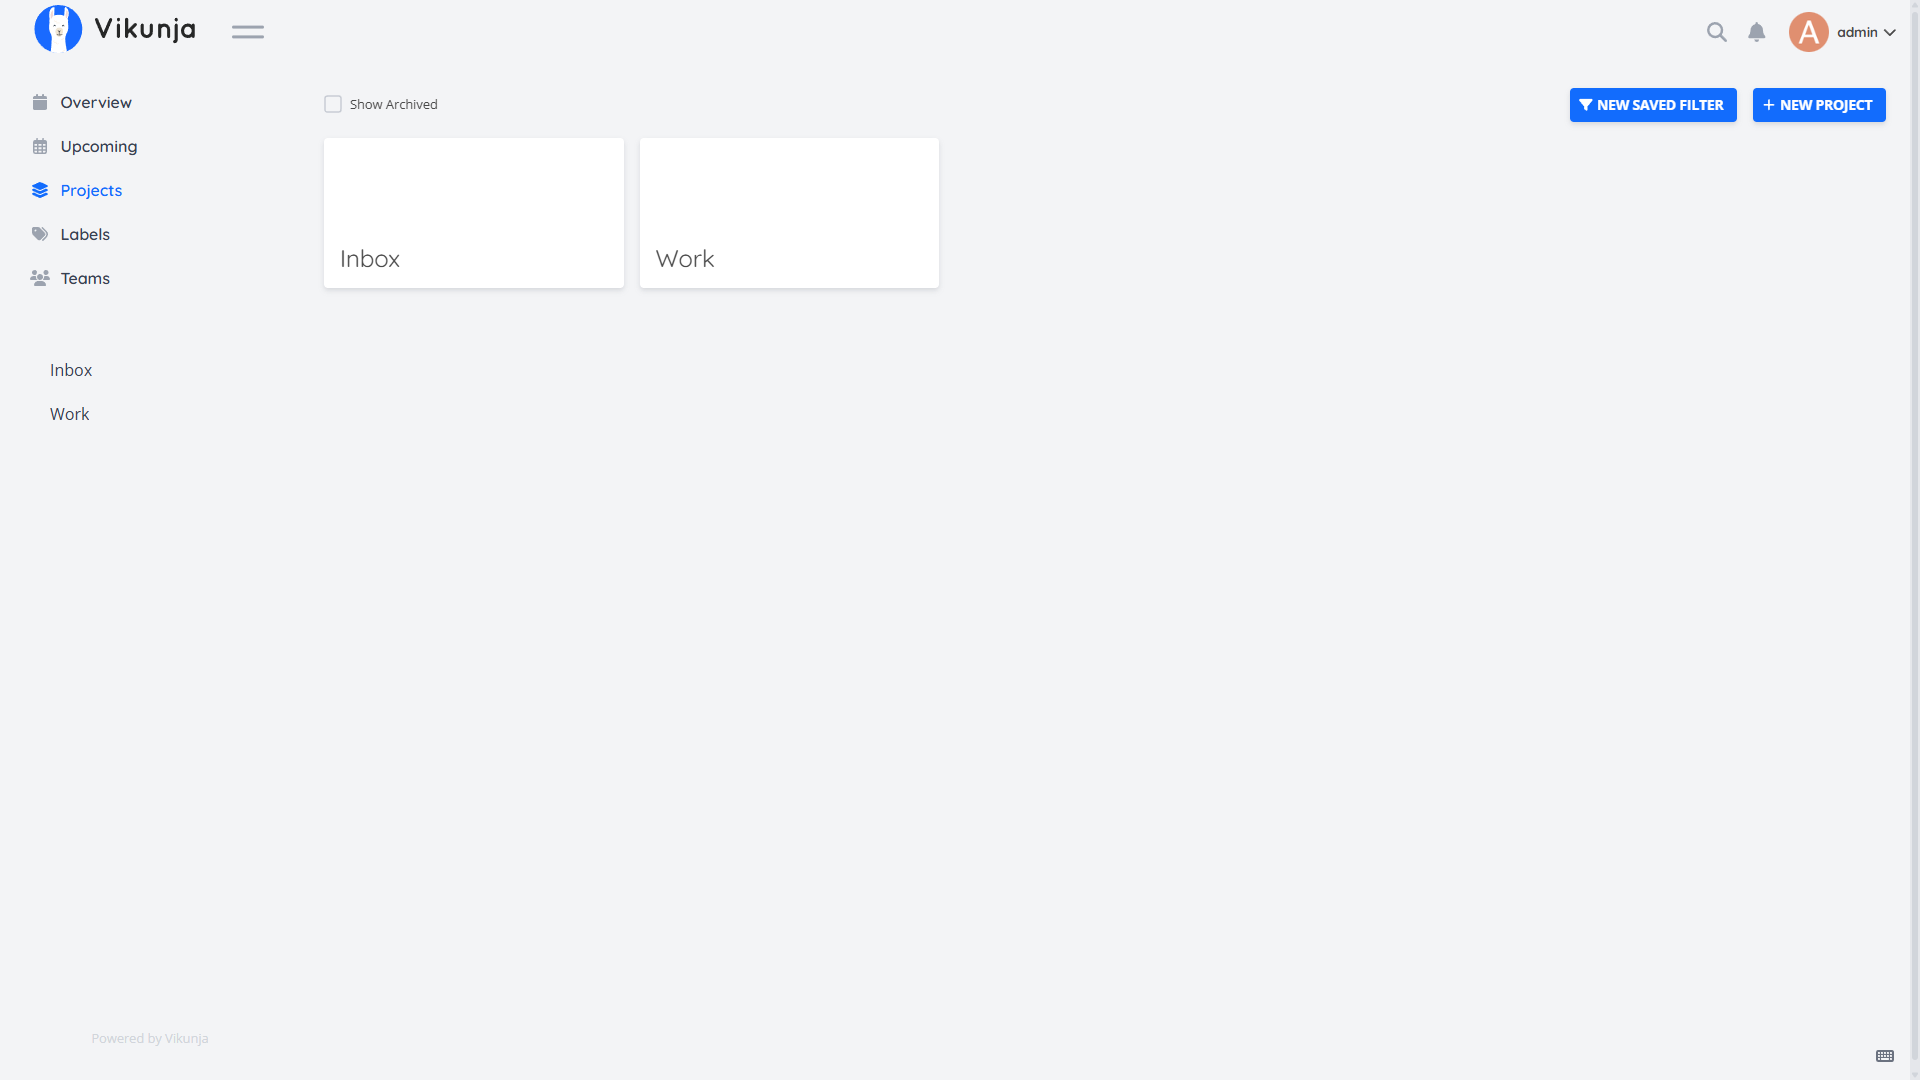 Vikunja
A
admin
Overview
Upcoming
Projects
Labels
Teams
Inbox
Work
Show Archived
NEW SAVED FILTER
NEW PROJECT
Inbox
Work
Powered by Vikunja